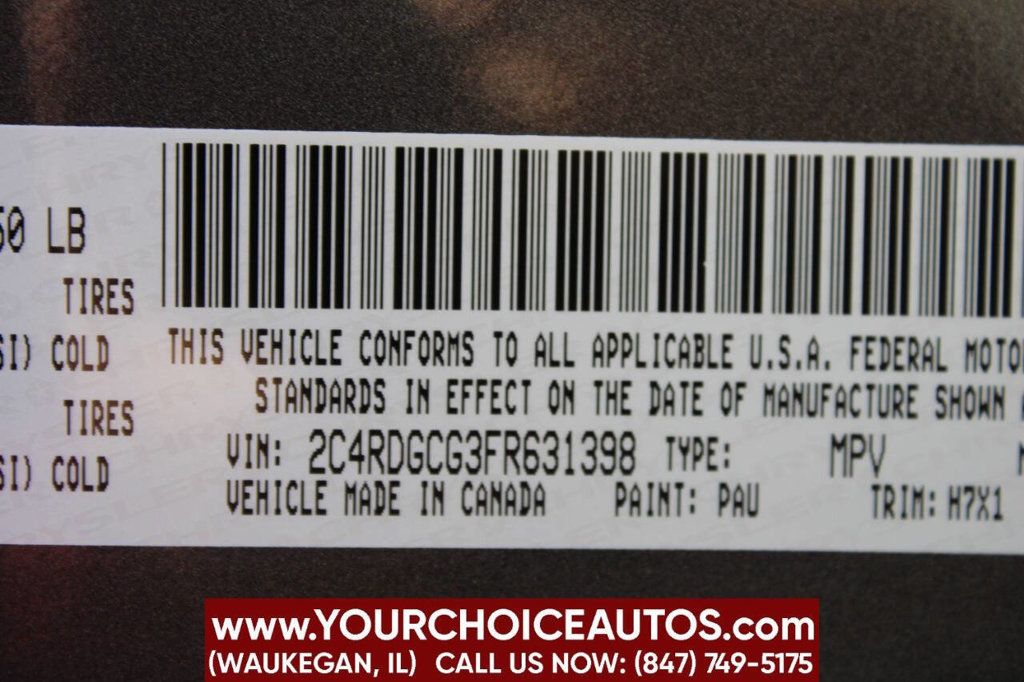 50 LB
TIRES
SI) COLD
TIRES
SI) COLD
THIS VEHICLE CONFORMS TO ALL APPLICABLE U.S.A. FEDERAL MOTO
STANDARDS IN EFFECT ON THE DATE OF MANUFACTURE SHOWN
VIN: 2C4RDGCG3FR631398 TYPE: MPV
VEHICLE MADE IN CANADA PAINT: PAU TRIM: H7X1
www.YOURCHOICEAUTOS.com
(WAUKEGAN, IL) CALL US NOW: (847) 749-5175